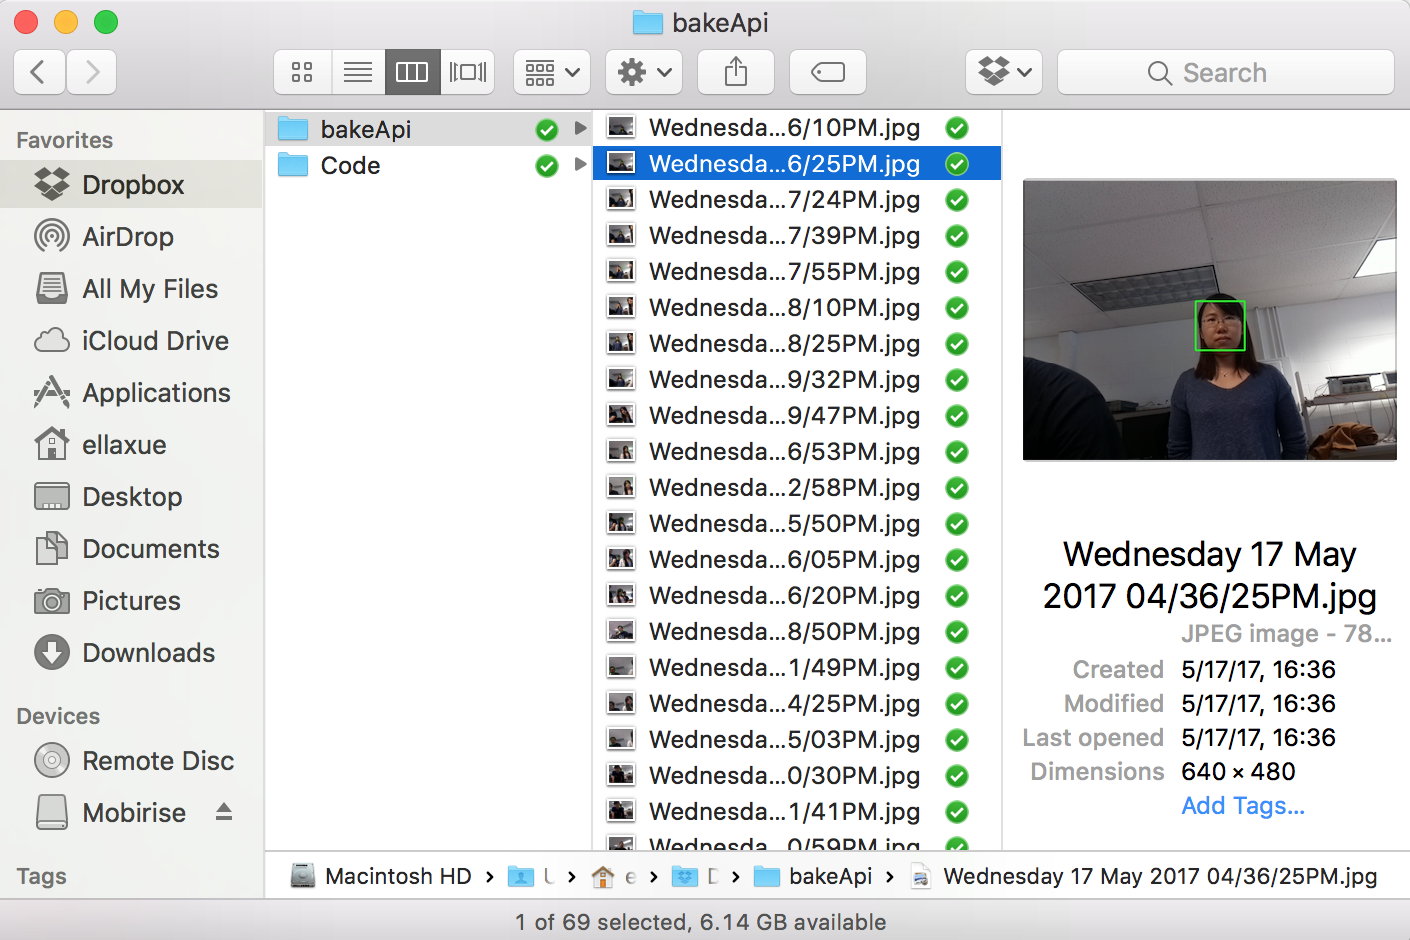 bakeApi
Search
Favorites
Dropbox
AirDrop
All My Files
iCloud Drive
Applications
ellaxue
Desktop
Documents
Pictures
Downloads
Devices
Remote Disc
Mobirise
Tags
bakeApi
Code
Wednesda...6/10PM.jpg
Wednesda...6/25PM.jpg
Wednesda...7/24PM.jpg
Wednesda...7/39PM.jpg
Wednesda...7/55PM.jpg
Wednesda...8/10PM.jpg
Wednesda...8/25PM.jpg
Wednesda...9/32PM.jpg
Wednesda...9/47PM.jpg
Wednesda...6/53PM.jpg
Wednesda...2/58PM.jpg
Wednesda...5/50PM.jpg
Wednesda...6/05PM.jpg
Wednesda...6/20PM.jpg
Wednesda...8/50PM.jpg
Wednesda...1/49PM.jpg
Wednesda...4/25PM.jpg
Wednesda...5/03PM.jpg
Wednesda...0/30PM.jpg
Wednesda...1/41PM.jpg
Wednesda...0/59PM.jpg
Wednesday 17 May
2017 04/36/25PM.jpg
JPEG image - 78...
Created 5/17/17, 16:36
Modified 5/17/17, 16:36
Last opened 5/17/17, 16:36
Dimensions 640 × 480
Add Tags...
Macintosh HD › U › e › D › bakeApi › Wednesday 17 May 2017 04/36/25PM.jpg
1 of 69 selected, 6.14 GB available